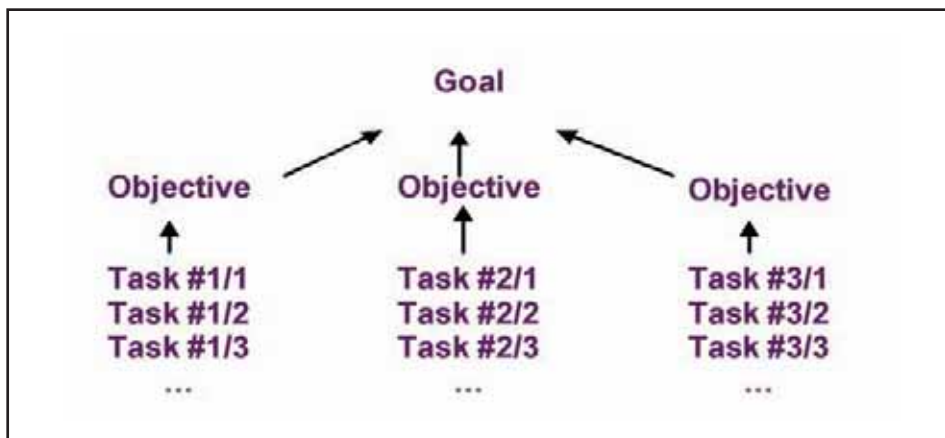 Goal
Objective Objective Objective
Task #1/1 Task #2/1 Task #3/1
Task #1/2 Task #2/2 Task #3/2
Task #1/3 Task #2/3 Task #3/3
... ... ...